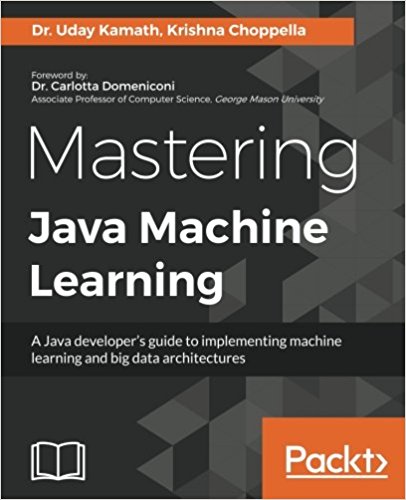 Dr. Uday Kamath, Krishna Choppella
Foreword by:
Dr. Carlotta Domeniconi
Associate Professor of Computer Science, George Mason University
Mastering
Java Machine
Learning
A Java developer's guide to implementing machine
learning and big data architectures
Packt>